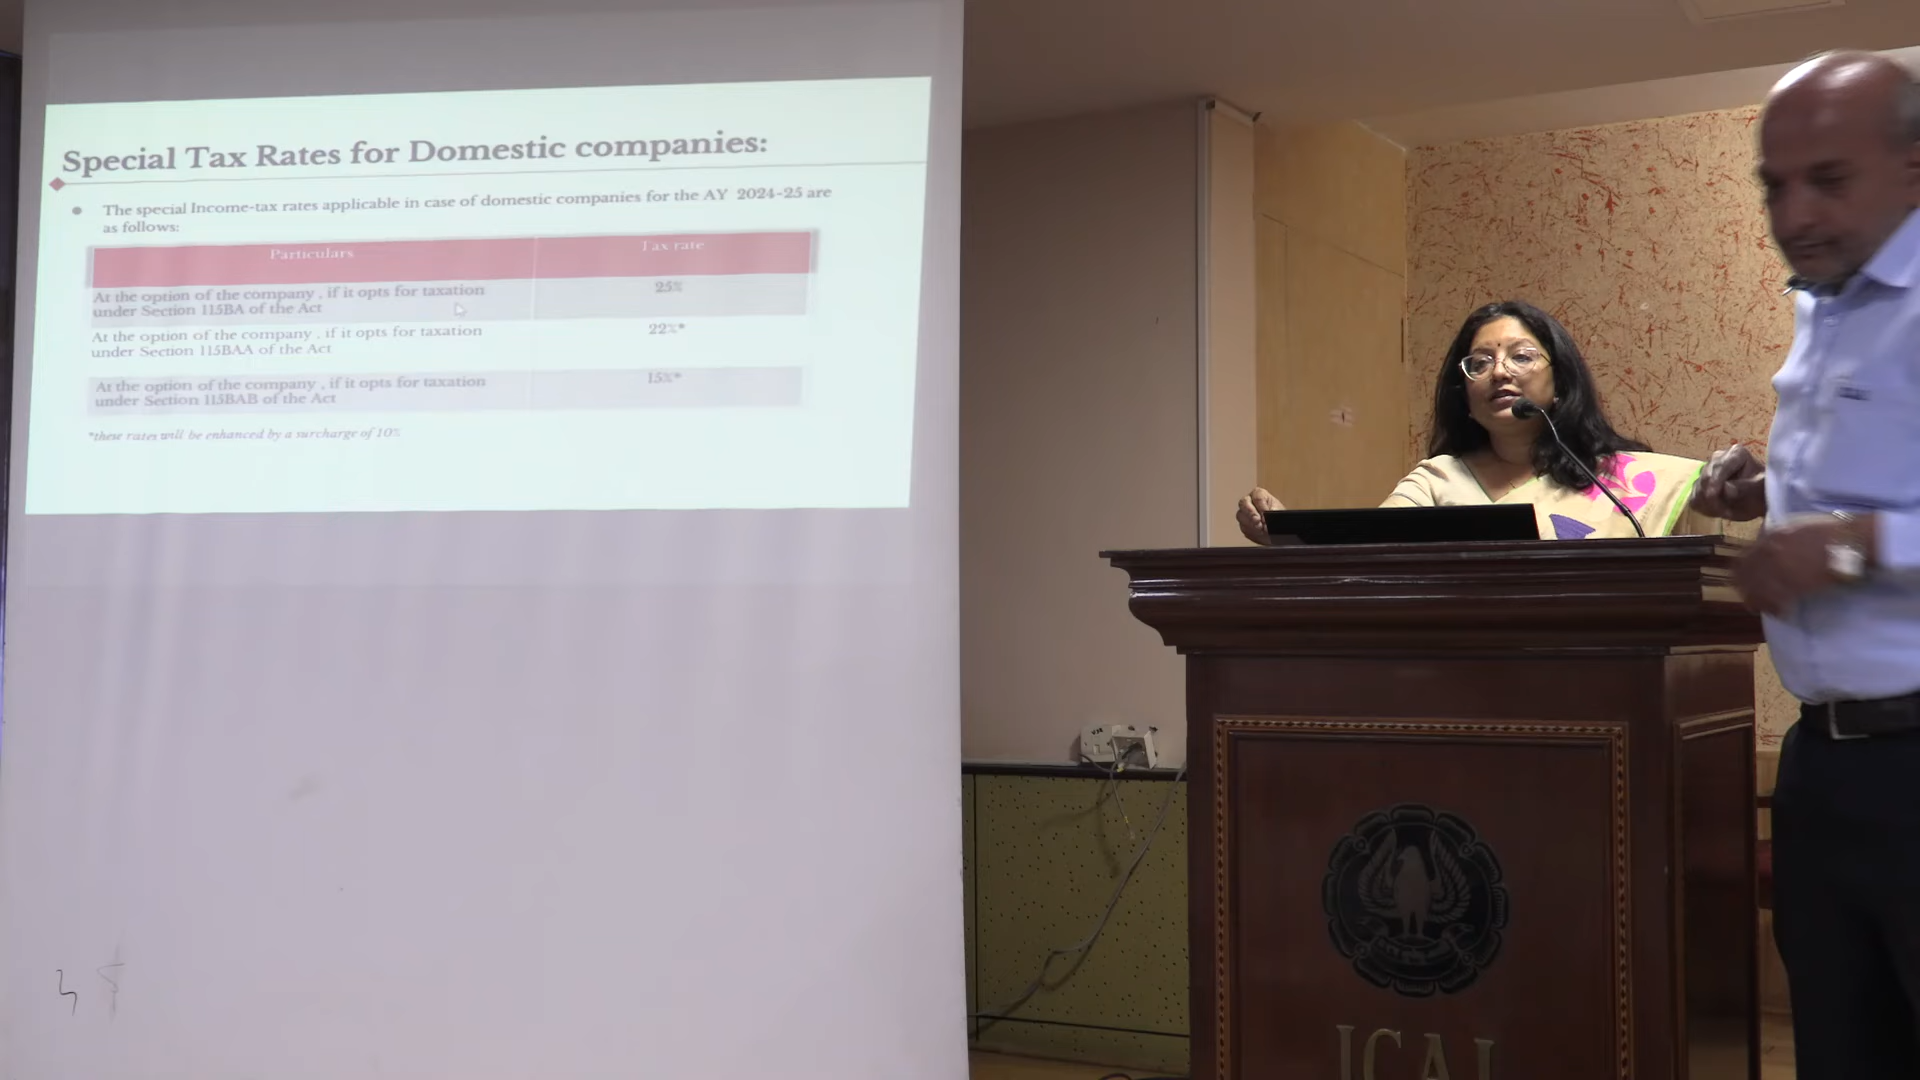 Special Tax Rates for Domestic companies:
The special Income-tax rates applicable in case of domestic companies for the AY 2024-25 are
as follows:
Particulars Tax rate
At the option of the company , if it opts for taxation 25%
under Section 115BA of the Act
At the option of the company , if it opts for taxation 22%*
under Section 115BAA of the Act
At the option of the company , if it opts for taxation 15%*
under Section 115BAB of the Act
*these rates will be enhanced by a surcharge of 10%
ICAI